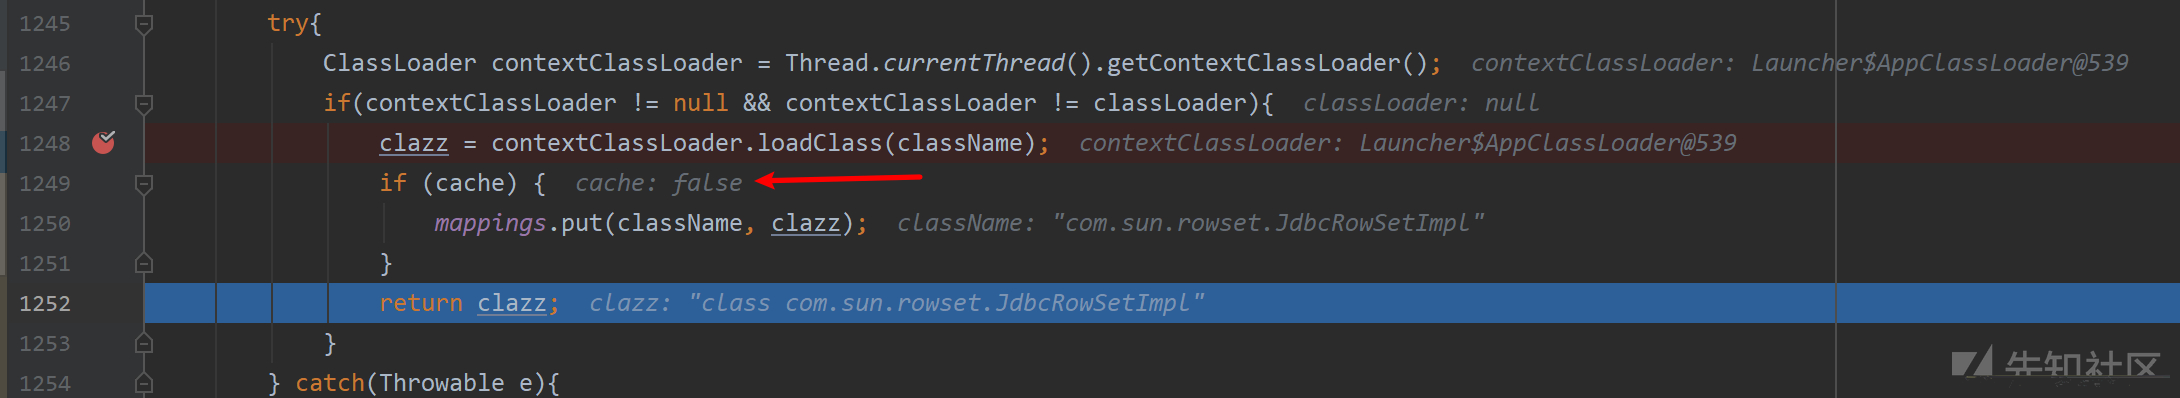 1245 try{
1246 ClassLoader contextClassLoader = Thread.currentThread().getContextClassLoader(); contextClassLoader: Launcher$AppClassLoader@539
1247 if(contextClassLoader != null && contextClassLoader != classLoader){ classLoader: null
1248 clazz = contextClassLoader.loadClass(className); contextClassLoader: Launcher$AppClassLoader@539
1249 if (cache) { cache: false
1250 mappings.put(className, clazz); className: "com.sun.rowset.JdbcRowSetImpl"
1251 }
1252 return clazz; clazz: "class com.sun.rowset.JdbcRowSetImpl"
1253 }
1254 } catch(Throwable e){
先知社区